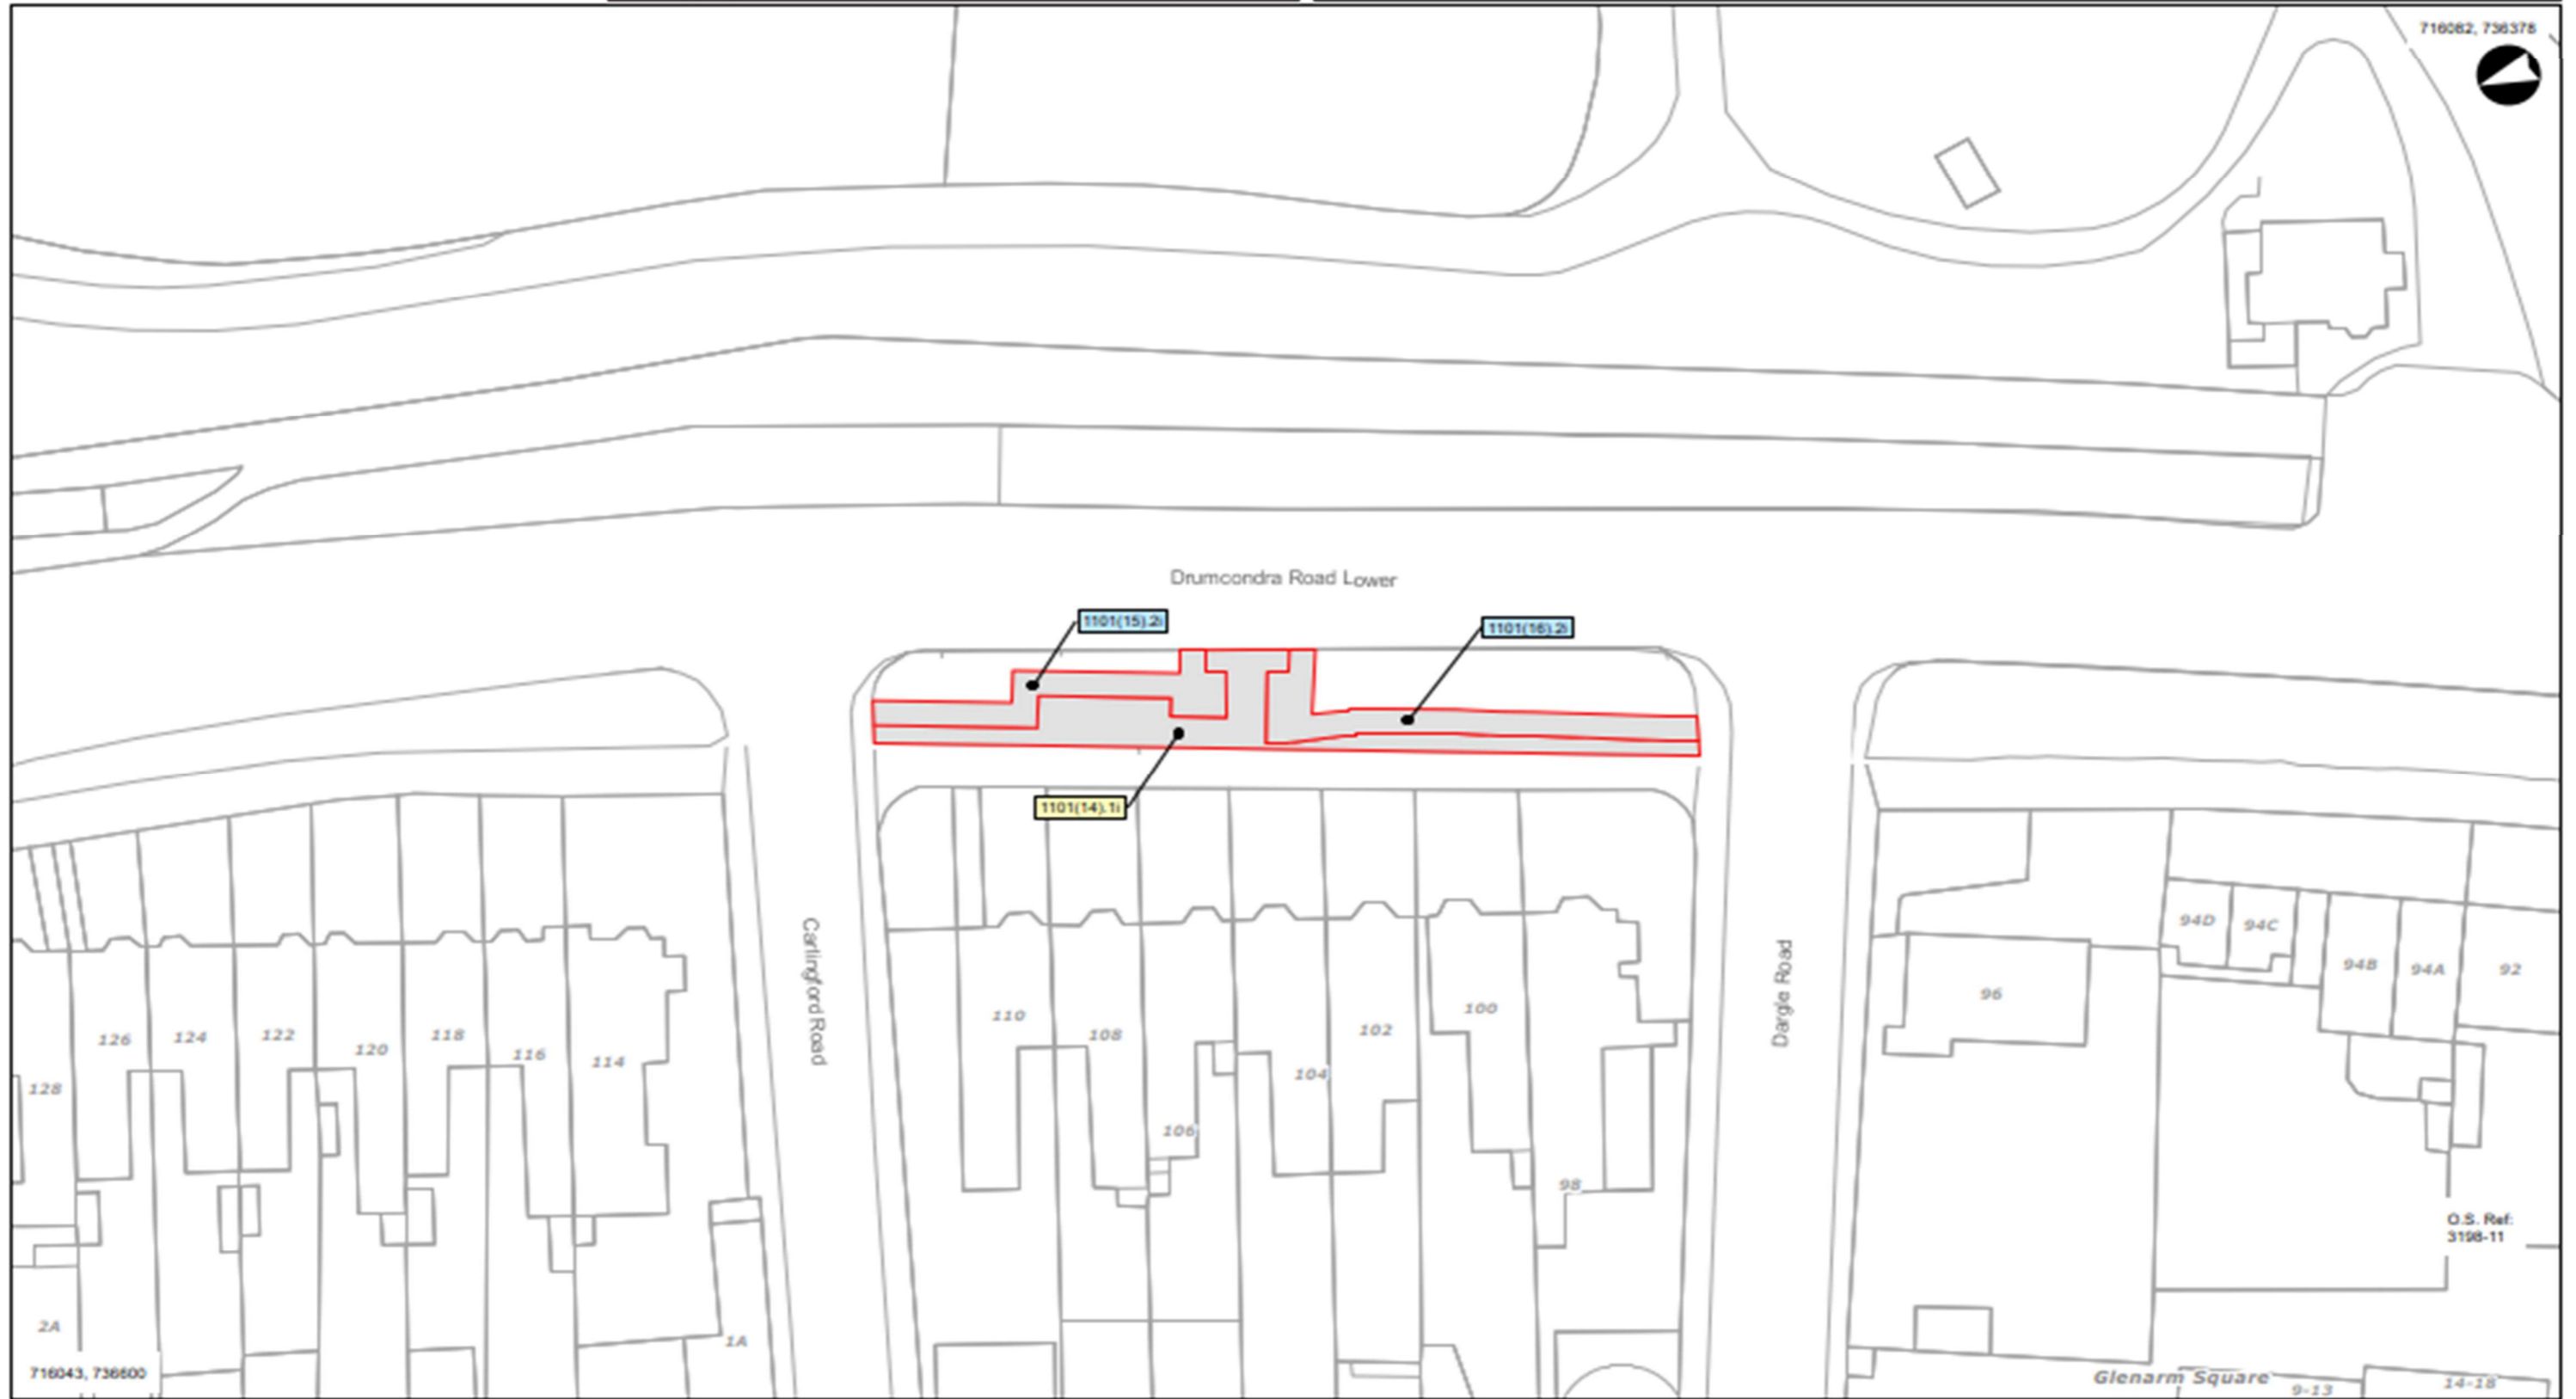 716082, 736378
Drumcondra Road Lower
1101(15).2i
1101(16).2i
1101(14).1i
Carlingford Road
Dargle Road
94D
94C
94B
94A
92
96
110
108
106
104
102
100
98
128
126
124
122
120
118
116
114
O.S. Ref:
3198-11
2A
1A
716043, 736600
Glenarm Square
9-13
14-18